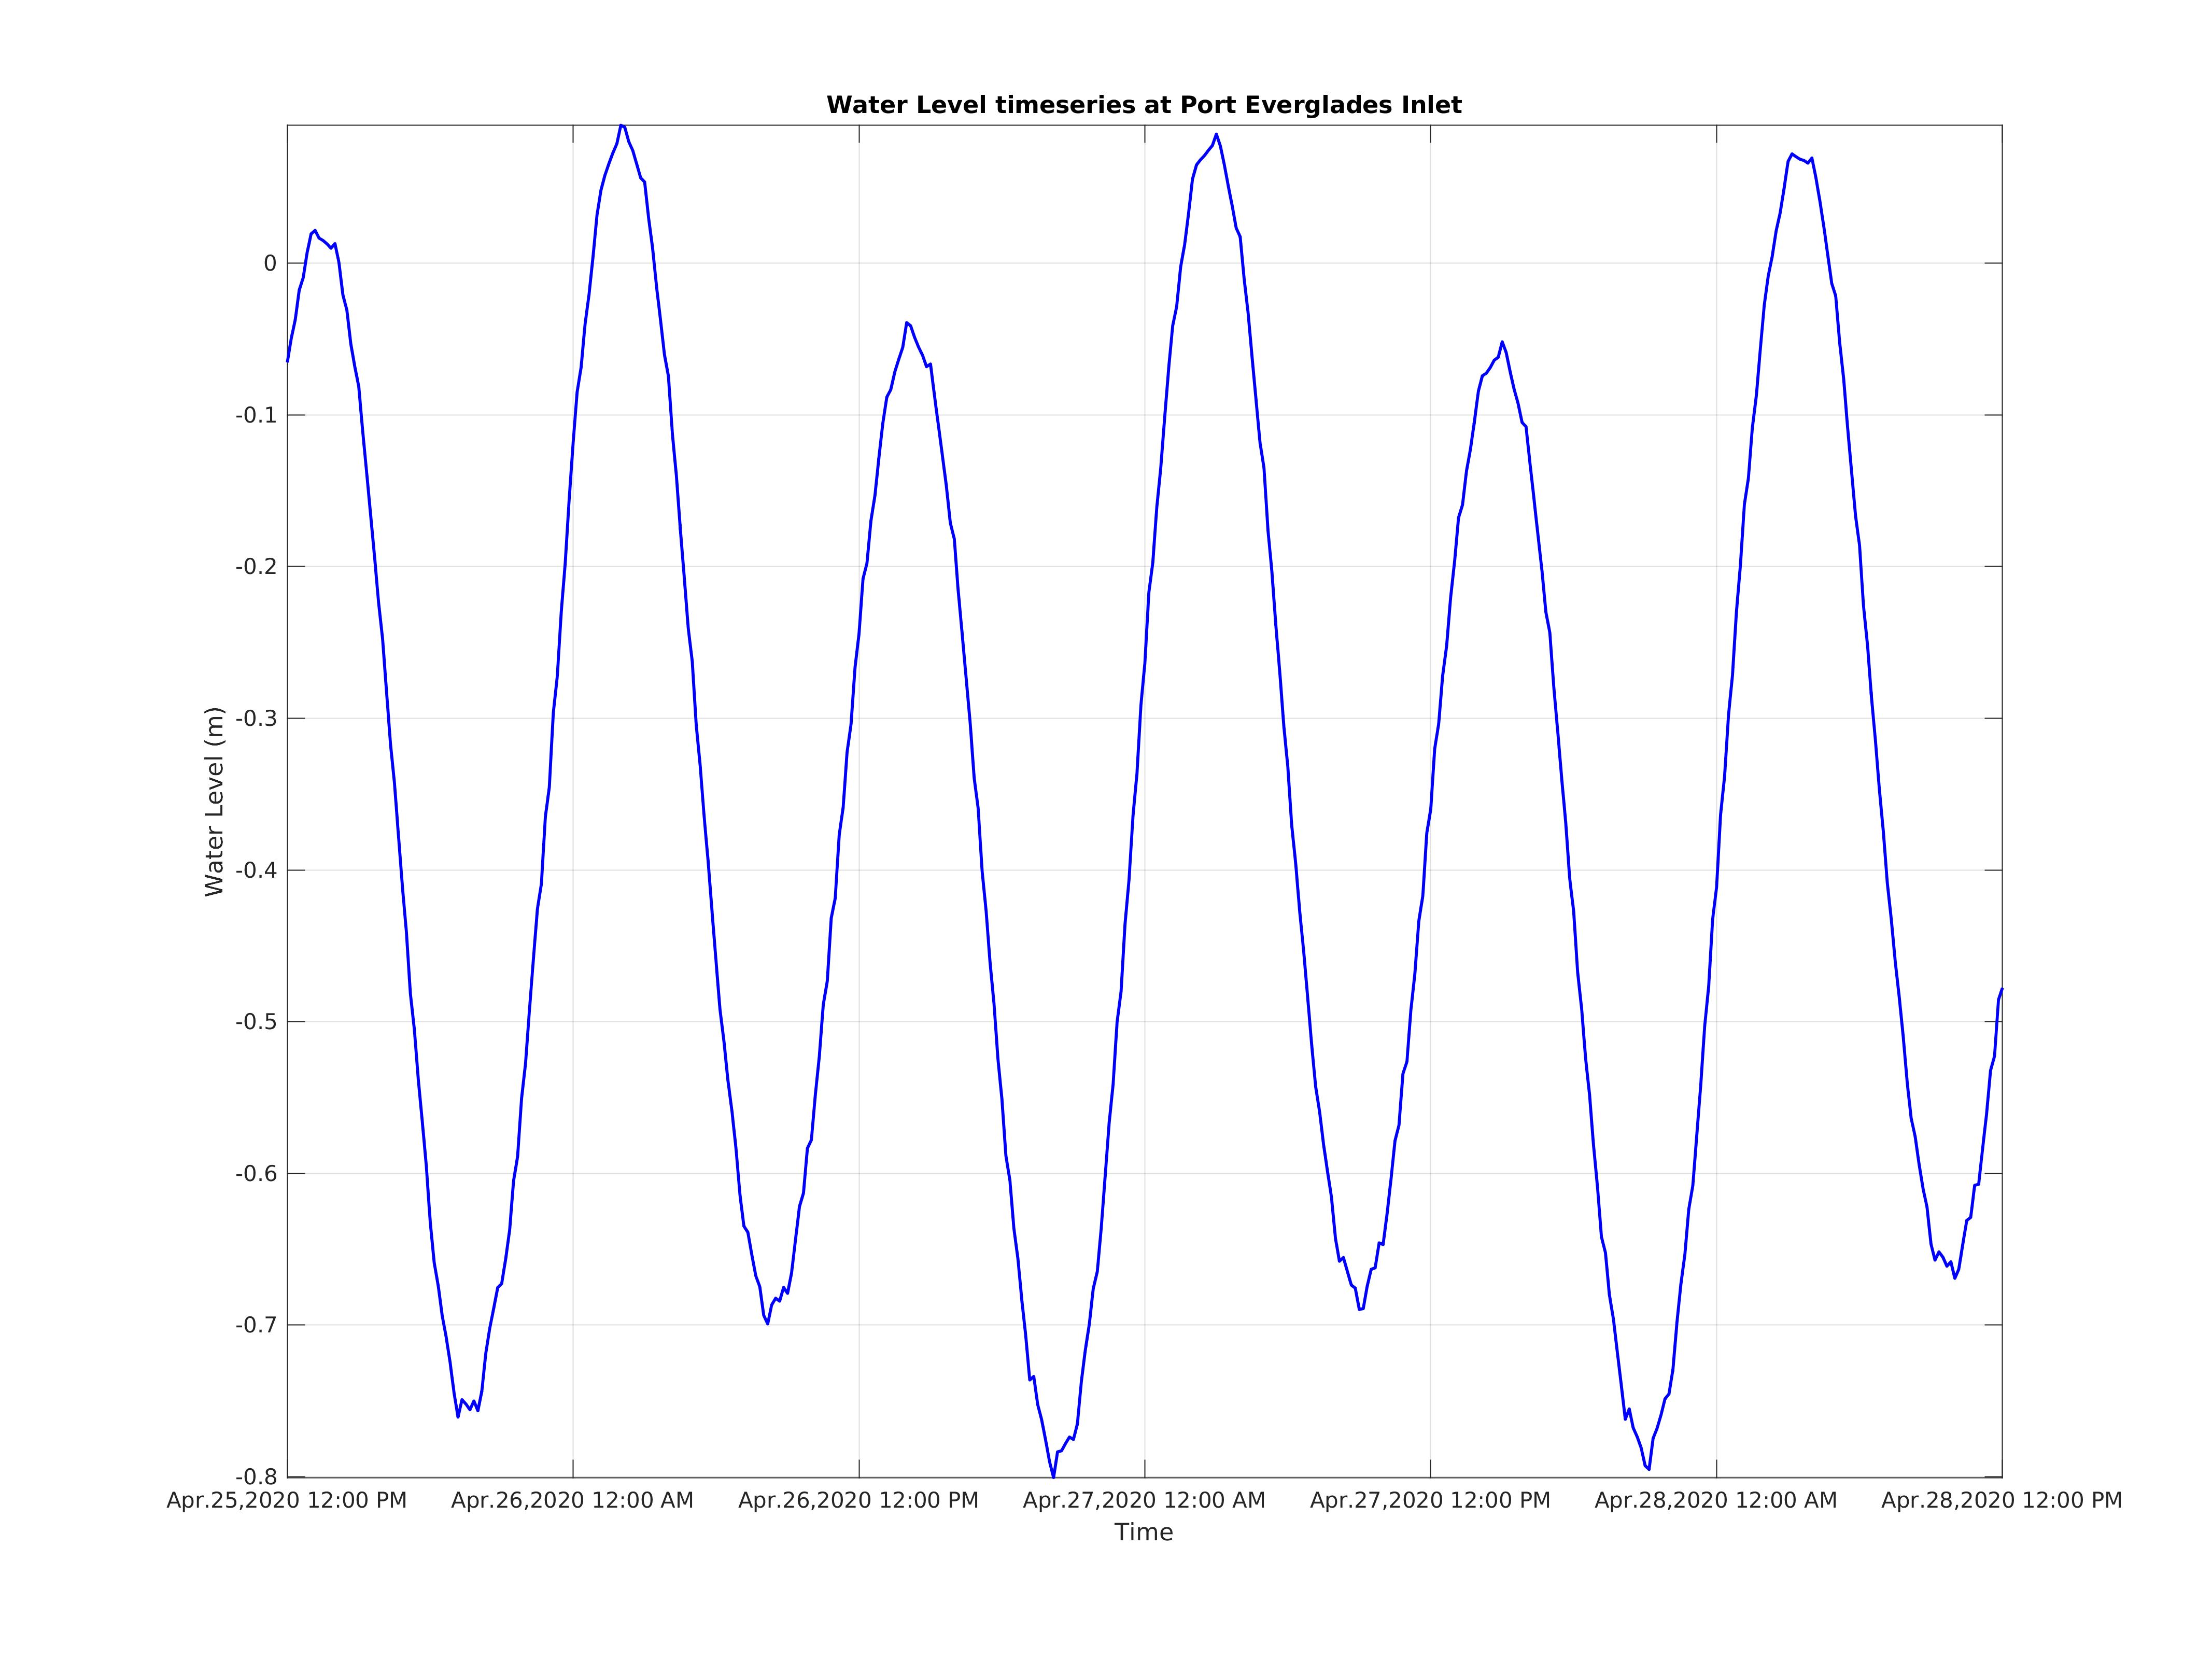 Water Level timeseries at Port Everglades Inlet
Water Level (m)
0
-0.1
-0.2
-0.3
-0.4
-0.5
-0.6
-0.7
-0.8
Apr.25,2020 12:00 PM
Apr.26,2020 12:00 AM
Apr.26,2020 12:00 PM
Apr.27,2020 12:00 AM
Apr.27,2020 12:00 PM
Apr.28,2020 12:00 AM
Apr.28,2020 12:00 PM
Time